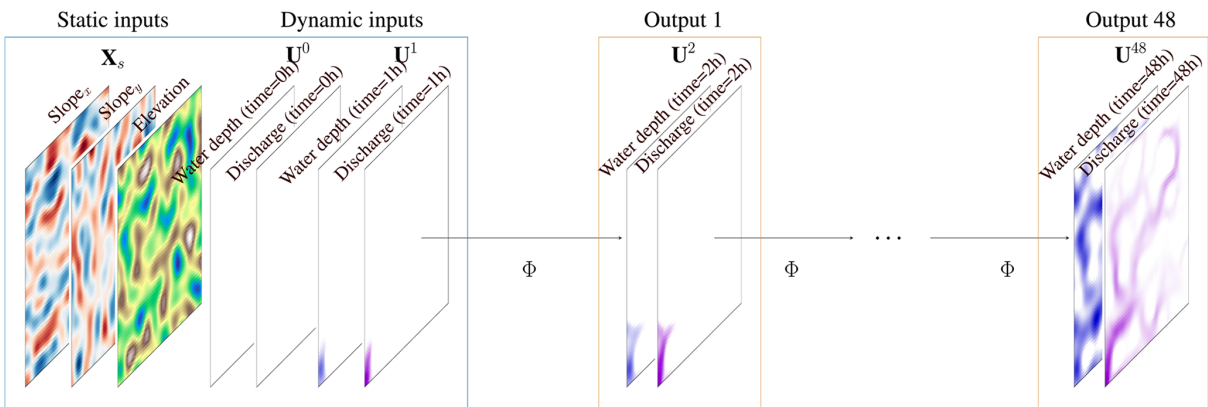 Static inputs
Dynamic inputs
Output 1
Output 48
X_s
U^0
U^1
U^2
U^48
Slope_x
Slope_y
Elevation
Water depth (time=0h)
Discharge (time=0h)
Water depth (time=1h)
Discharge (time=1h)
Water depth (time=2h)
Discharge (time=2h)
Water depth (time=48h)
Discharge (time=48h)
...
Φ
Φ
Φ